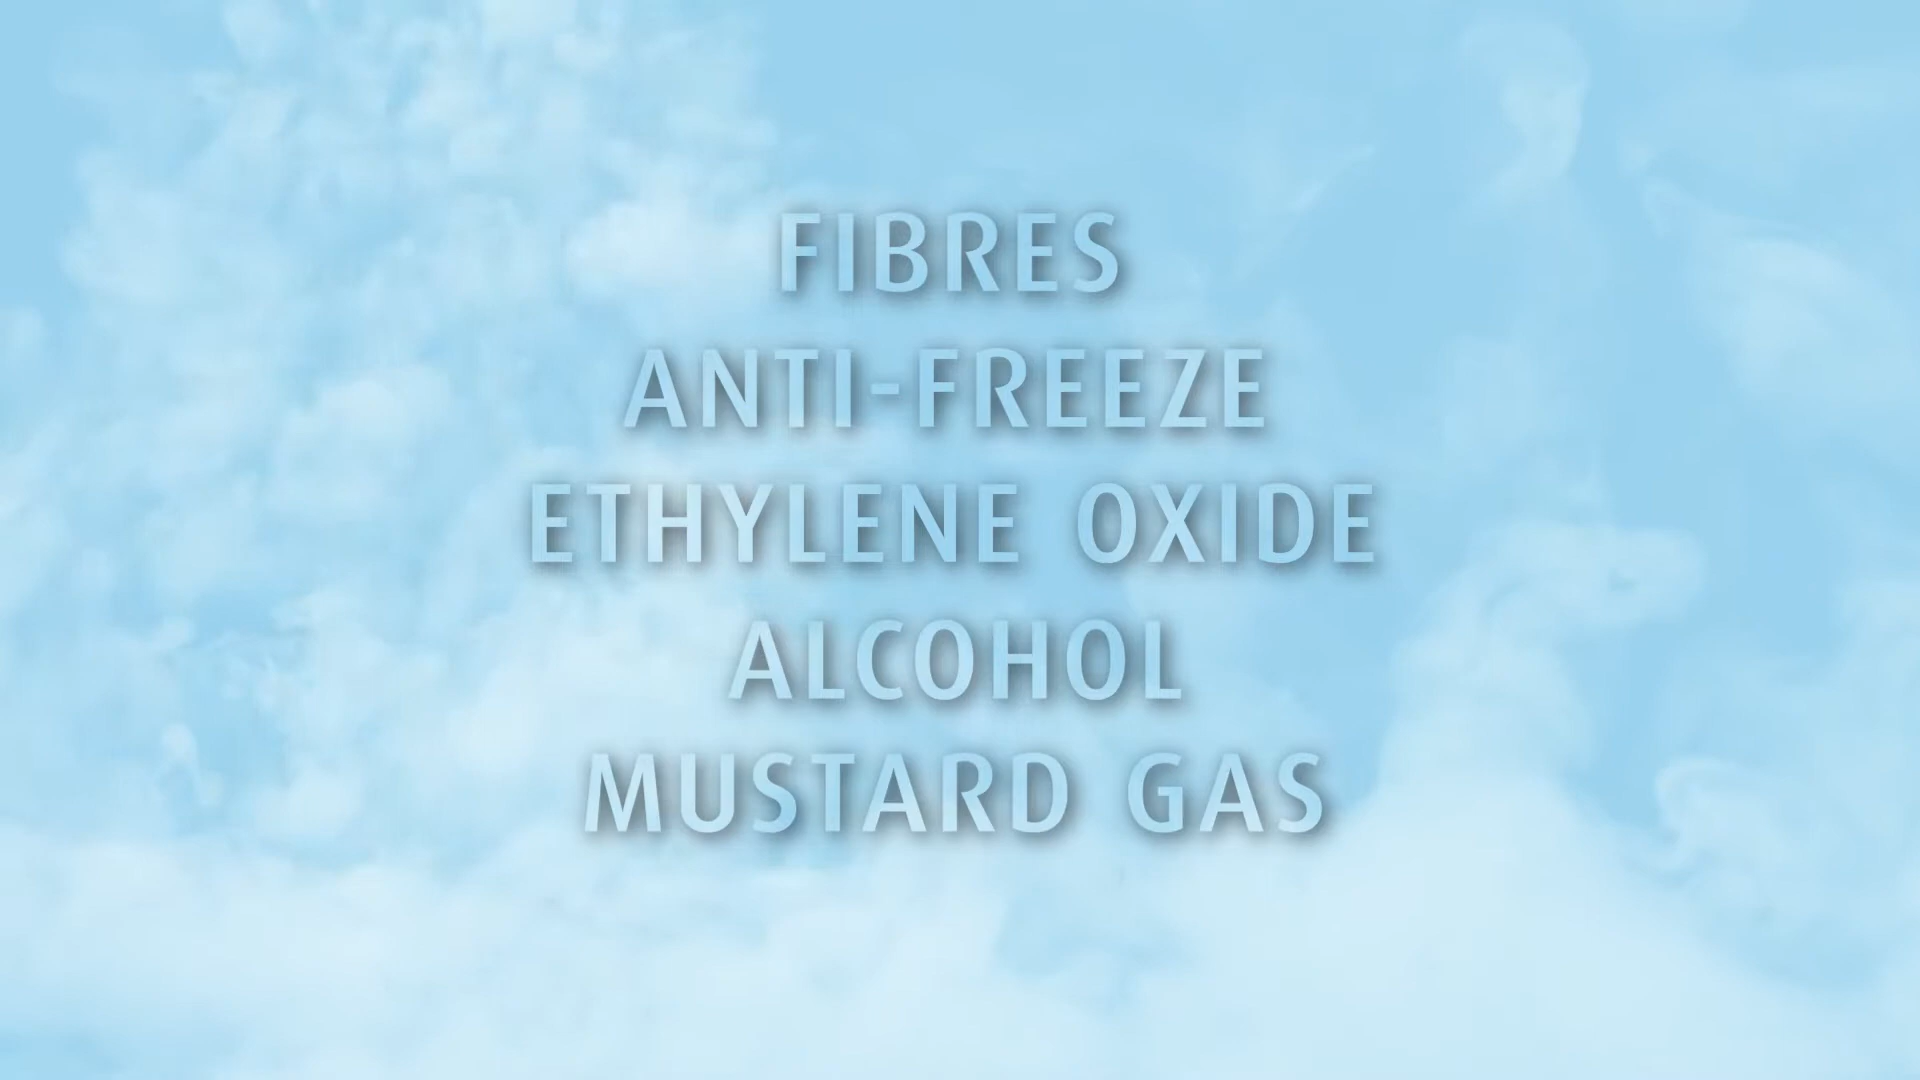 FIBRES
ANTI-FREEZE
ETHYLENE OXIDE
ALCOHOL
MUSTARD GAS